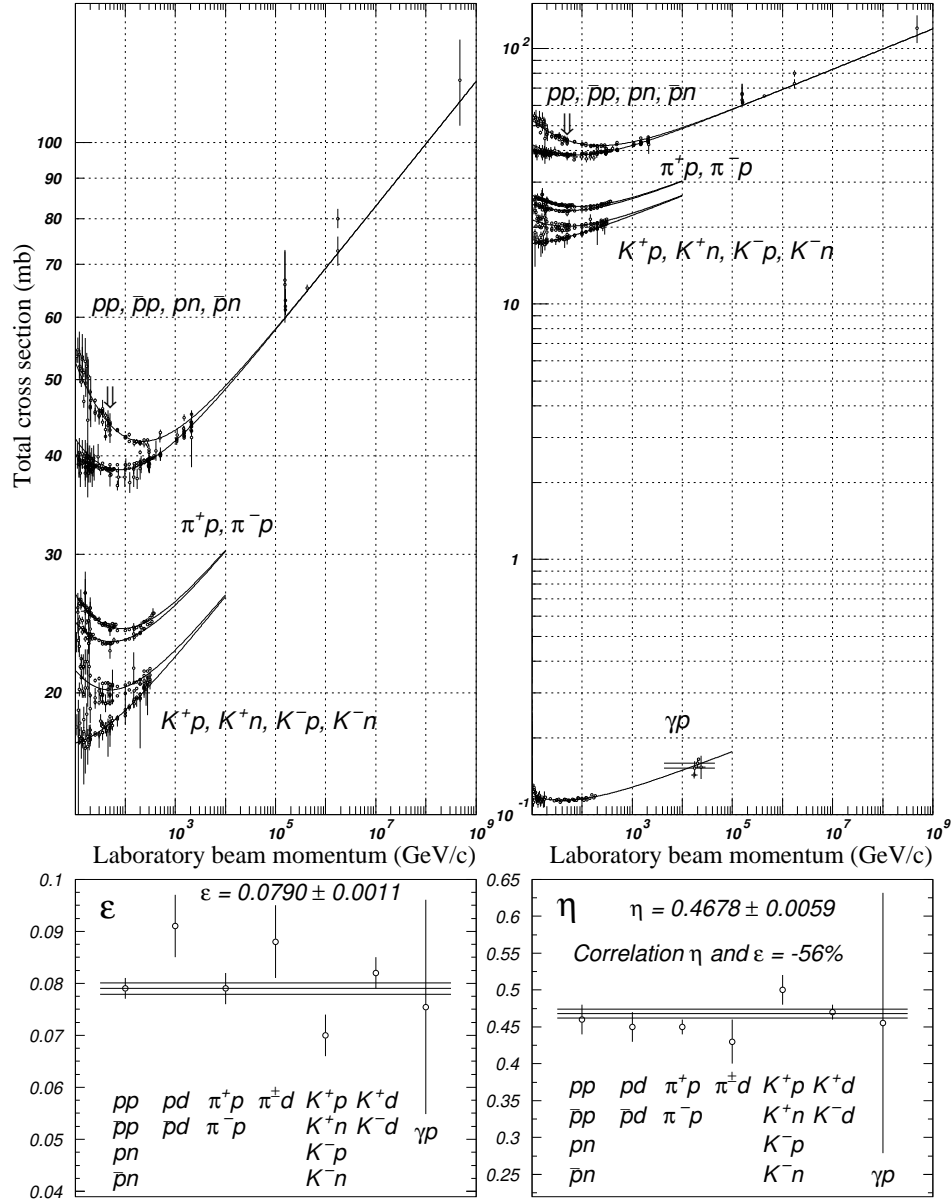 Total cross section (mb)
100
90
80
70
60
50
40
30
20
pp, p̄p, pn, p̄n
⇓
π⁺p, π⁻p
K⁺p, K⁺n, K⁻p, K⁻n
10³ 10⁵ 10⁷ 10⁹
Laboratory beam momentum (GeV/c)
10²
10
1
10⁻¹
pp, p̄p, pn, p̄n
⇓
π⁺p, π⁻p
K⁺p, K⁺n, K⁻p, K⁻n
γp
10³ 10⁵ 10⁷ 10⁹
Laboratory beam momentum (GeV/c)
0.1
0.09
0.08
0.07
0.06
0.05
0.04
ε
ε = 0.0790 ± 0.0011
pp pd π⁺p π±d K⁺p K⁺d
p̄p p̄d π⁻p K⁺n K⁻d γp
pn K⁻p
p̄n K⁻n
0.65
0.6
0.55
0.5
0.45
0.4
0.35
0.3
0.25
η
η = 0.4678 ± 0.0059
Correlation η and ε = -56%
pp pd π⁺p π±d K⁺p K⁺d
p̄p p̄d π⁻p K⁺n K⁻d
pn K⁻p
p̄n K⁻n γp